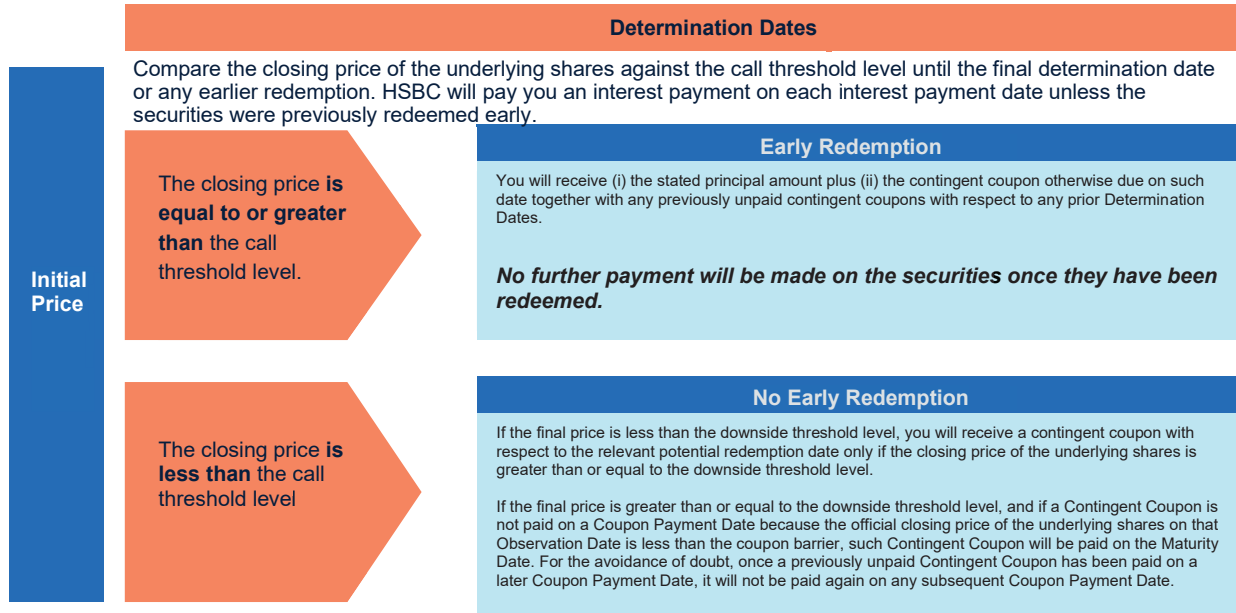 Determination Dates
Compare the closing price of the underlying shares against the call threshold level until the final determination date
or any earlier redemption. HSBC will pay you an interest payment on each interest payment date unless the
securities were previously redeemed early.
Initial
Price
The closing price is
equal to or greater
than the call
threshold level.
Early Redemption
You will receive (i) the stated principal amount plus (ii) the contingent coupon otherwise due on such
date together with any previously unpaid contingent coupons with respect to any prior Determination
Dates.
No further payment will be made on the securities once they have been
redeemed.
The closing price is
less than the call
threshold level
No Early Redemption
If the final price is less than the downside threshold level, you will receive a contingent coupon with
respect to the relevant potential redemption date only if the closing price of the underlying shares is
greater than or equal to the downside threshold level.
If the final price is greater than or equal to the downside threshold level, and if a Contingent Coupon is
not paid on a Coupon Payment Date because the official closing price of the underlying shares on that
Observation Date is less than the coupon barrier, such Contingent Coupon will be paid on the Maturity
Date. For the avoidance of doubt, once a previously unpaid Contingent Coupon has been paid on a
later Coupon Payment Date, it will not be paid again on any subsequent Coupon Payment Date.